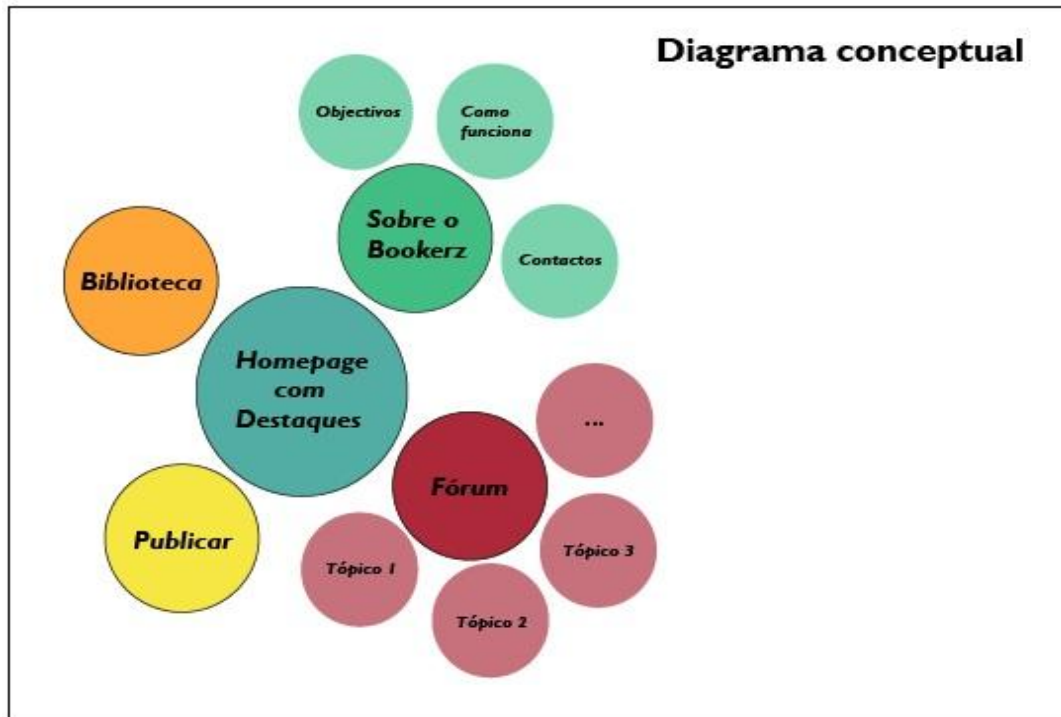 Diagrama conceptual
Objectivos
Como
funciona
Sobre o
Bookerz
Contactos
Biblioteca
Homepage
com
Destaques
...
Fórum
Publicar
Tópico 1
Tópico 2
Tópico 3